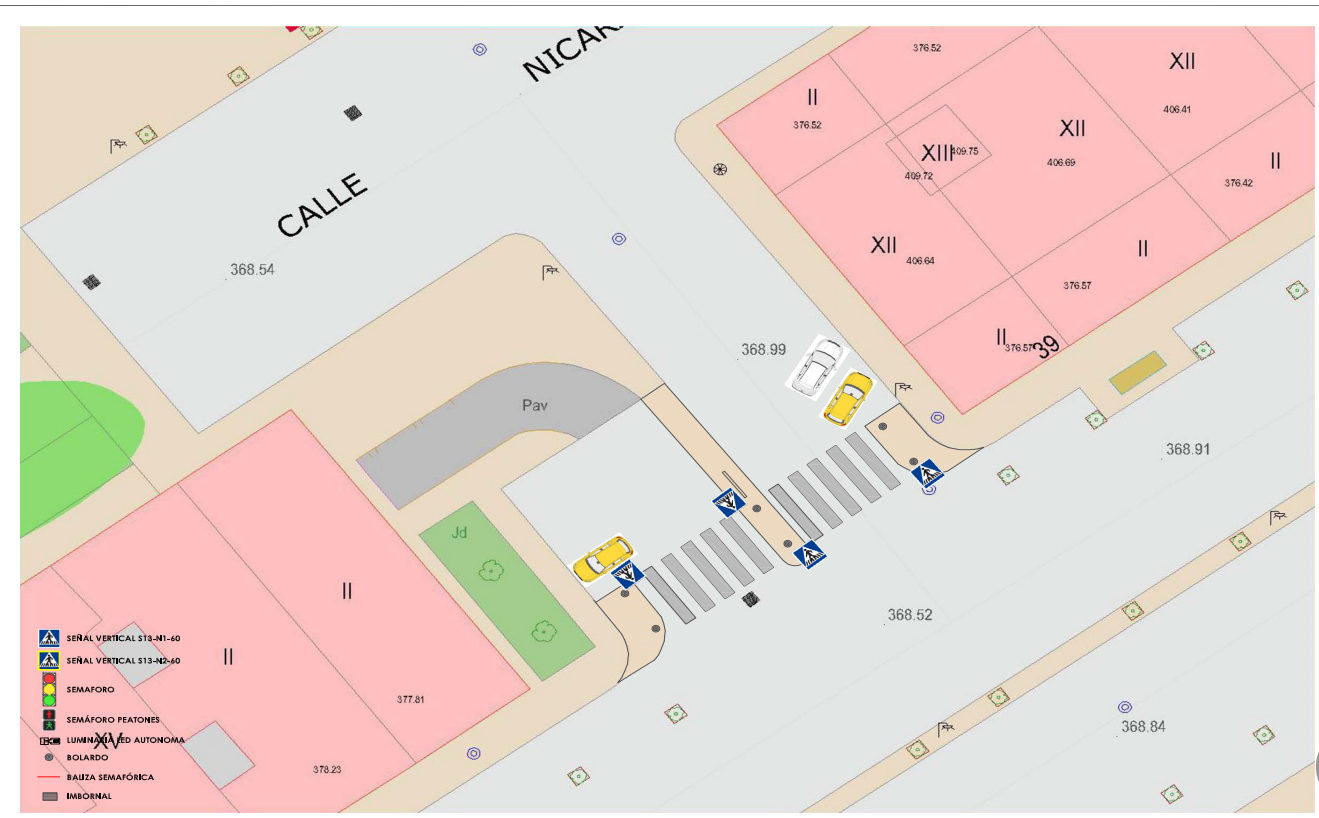 NICAR
CALLE
376.52
XII
II
376.52
406.41
XII
XIII
409.75
406.69
II
409.72
376.42
XII
406.64
II
368.54
376.57
II
376.57
39
368.99
Pav
368.91
Jd
II
368.52
II
377.81
368.84
XV
378.23
SEÑAL VERTICAL S13-N1-60
SEÑAL VERTICAL S13-N2-60
SEMAFORO
SEMÁFORO PEATONES
LUMINARIA LED AUTONOMA
BOLARDO
BALIZA SEMAFÓRICA
IMBORNAL